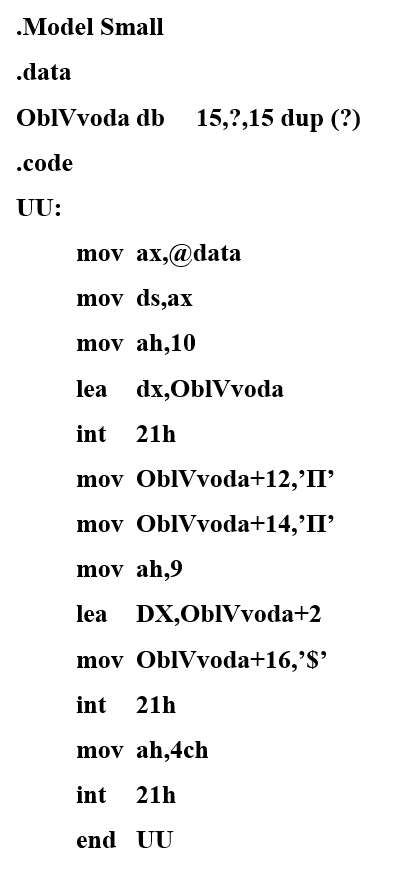 .Model Small
.data
OblVvoda db 15,?,15 dup (?)
.code
UU:
mov ax,@data
mov ds,ax
mov ah,10
lea dx,OblVvoda
int 21h
mov OblVvoda+12,’П’
mov OblVvoda+14,’П’
mov ah,9
lea DX,OblVvoda+2
mov OblVvoda+16,’$’
int 21h
mov ah,4ch
int 21h
end UU